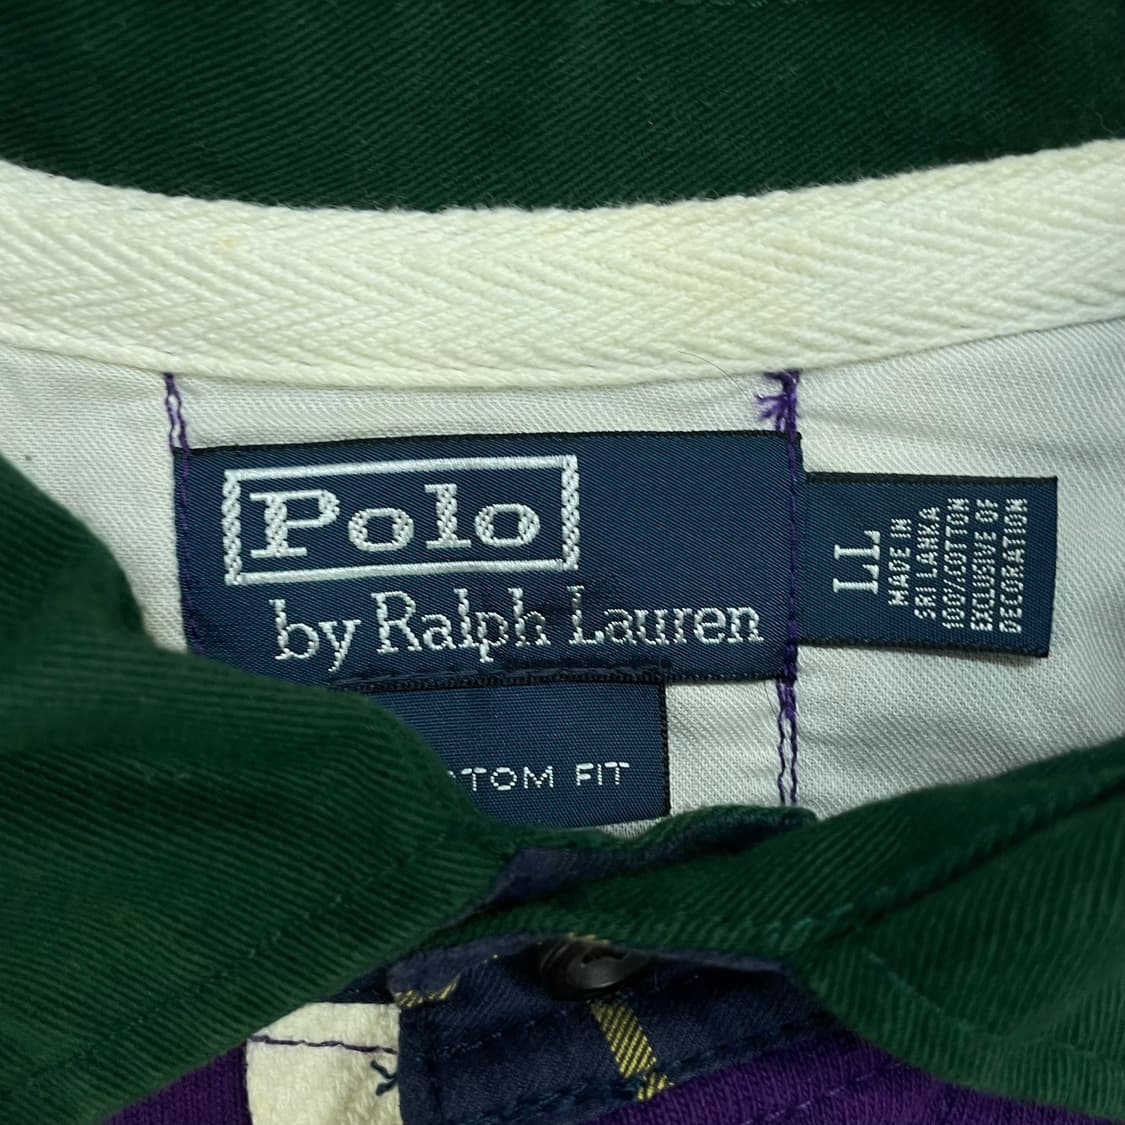 Polo
by Ralph Lauren
TOM FIT
LL
MADE IN
SRI LANKA
100% COTTON
EXCLUSIVE OF
DECORATION